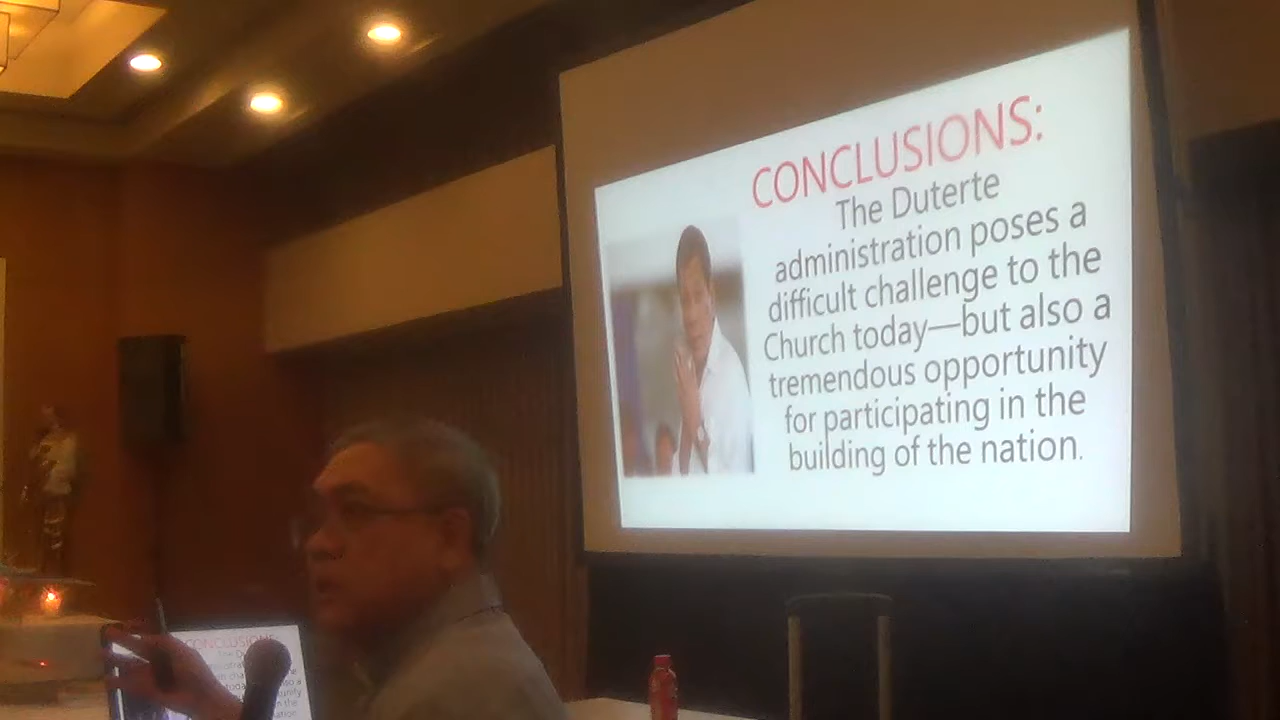 CONCLUSIONS:
The Duterte
administration poses a
difficult challenge to the
Church today—but also a
tremendous opportunity
for participating in the
building of the nation.
CONCLUSIONS: